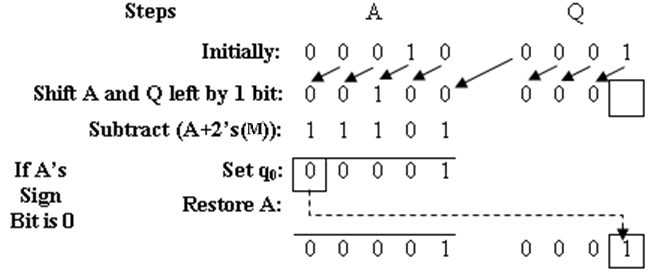 Steps A Q
Initially: 0 0 0 1 0 0 0 0 1
Shift A and Q left by 1 bit: 0 0 1 0 0 0 0 0
Subtract (A+2's(M)): 1 1 1 0 1
If A's Set q₀: 0 0 0 0 1
Sign Restore A:
Bit is 0
0 0 0 0 1 0 0 0 1